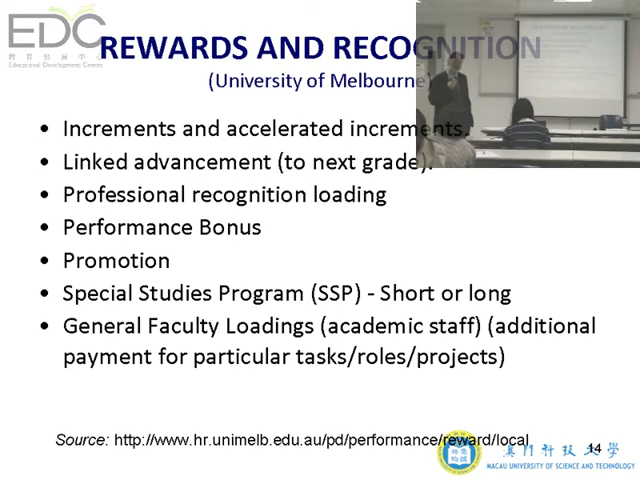 EDC
教育發展中心
Educational Development Centre
REWARDS AND RECOGNITION
(University of Melbourne)
• Increments and accelerated increments.
• Linked advancement (to next grade).
• Professional recognition loading
• Performance Bonus
• Promotion
• Special Studies Program (SSP) - Short or long
• General Faculty Loadings (academic staff) (additional
payment for particular tasks/roles/projects)
Source: http://www.hr.unimelb.edu.au/pd/performance/reward/local
14
澳門科技大學
MACAU UNIVERSITY OF SCIENCE AND TECHNOLOGY